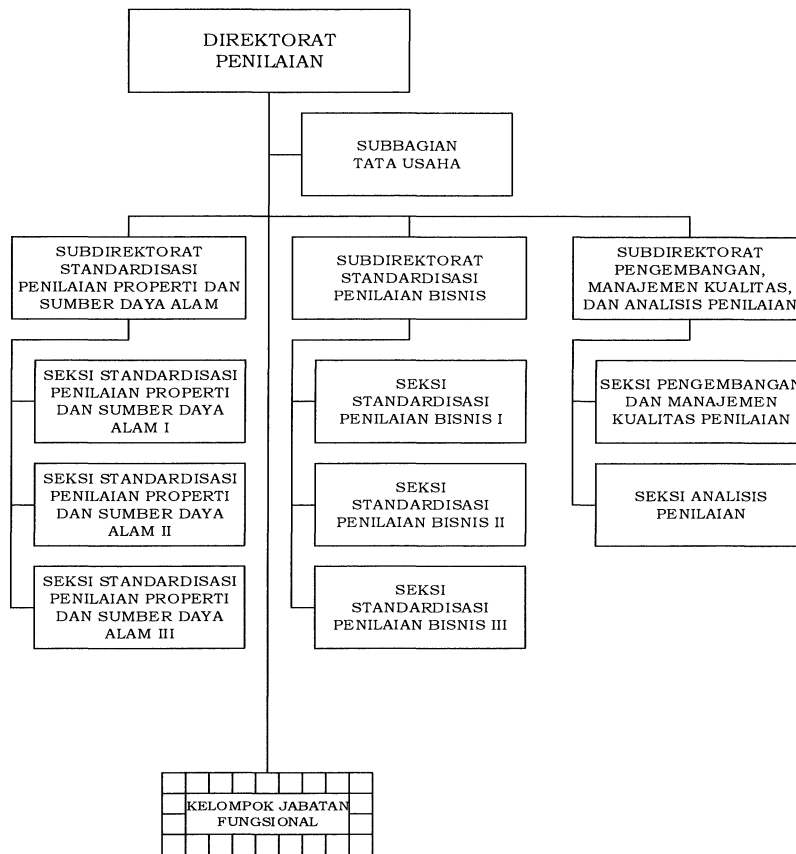 DIREKTORAT
PENILAIAN
SUBBAGIAN
TATA USAHA
SUBDIREKTORAT
STANDARDISASI
PENILAIAN PROPERTI DAN
SUMBER DAYA ALAM
SUBDIREKTORAT
STANDARDISASI
PENILAIAN BISNIS
SUBDIREKTORAT
PENGEMBANGAN,
MANAJEMEN KUALITAS,
DAN ANALISIS PENILAIAN
SEKSI STANDARDISASI
PENILAIAN PROPERTI
DAN SUMBER DAYA
ALAM I
SEKSI
STANDARDISASI
PENILAIAN BISNIS I
SEKSI PENGEMBANGAN
DAN MANAJEMEN
KUALITAS PENILAIAN
SEKSI STANDARDISASI
PENILAIAN PROPERTI
DAN SUMBER DAYA
ALAM II
SEKSI
STANDARDISASI
PENILAIAN BISNIS II
SEKSI ANALISIS
PENILAIAN
SEKSI STANDARDISASI
PENILAIAN PROPERTI
DAN SUMBER DAYA
ALAM III
SEKSI
STANDARDISASI
PENILAIAN BISNIS III
KELOMPOK JABATAN
FUNGSIONAL